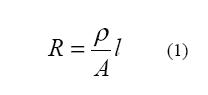 R = ρ/A l (1)